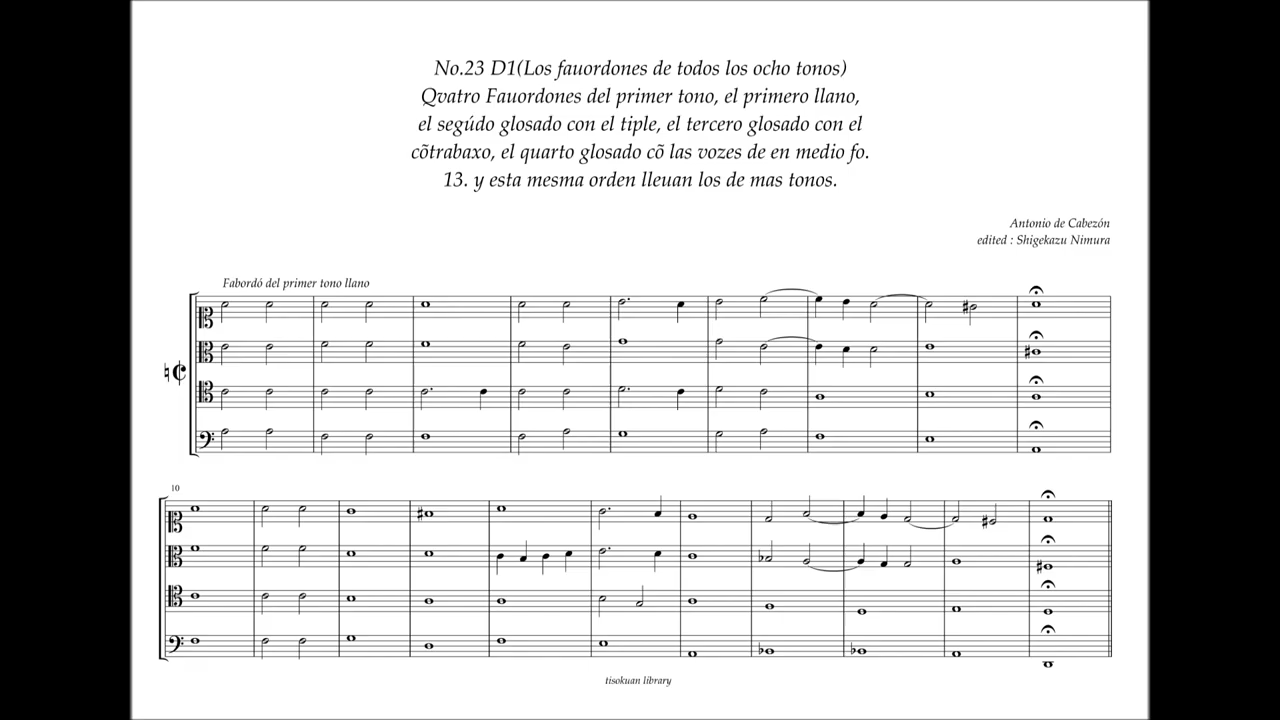 No.23 D1(Los fauordones de todos los ocho tonos)
Qvatro Fauordones del primer tono, el primero llano,
el segúdo glosado con el tiple, el tercero glosado con el
cõtrabaxo, el quarto glosado cõ las vozes de en medio fo.
13. y esta mesma orden lleuan los de mas tonos.
Antonio de Cabezón
edited : Shigekazu Nimura
Fabordó del primer tono llano
10
tisokuan library